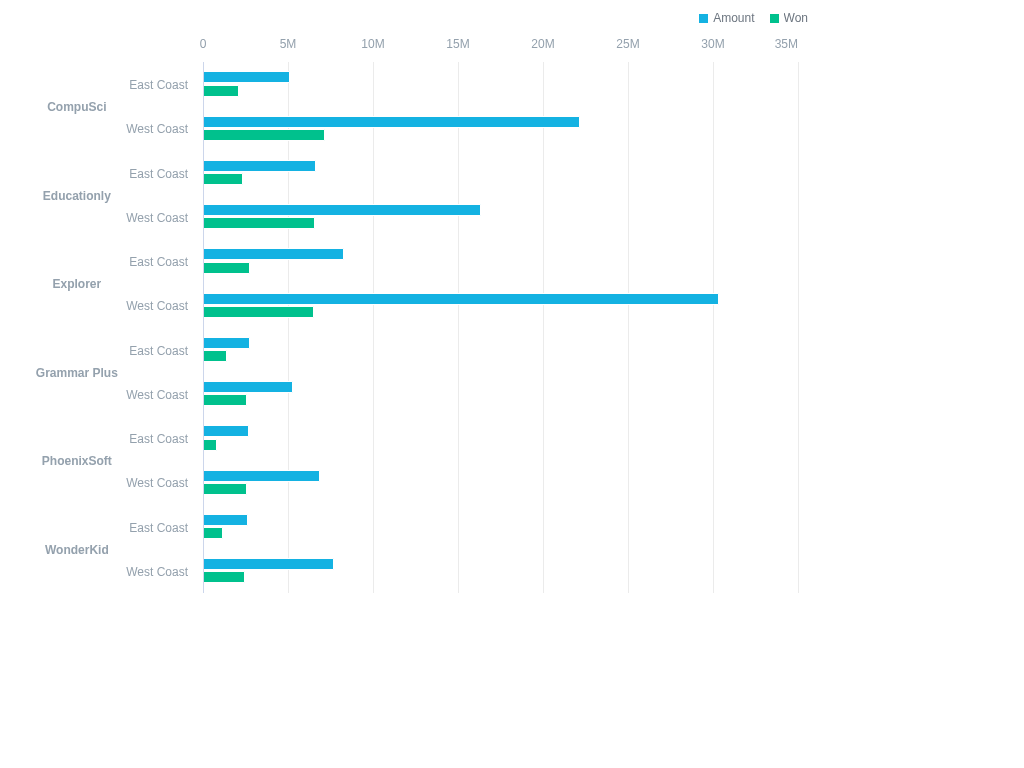 Amount Won
0 5M 10M 15M 20M 25M 30M 35M
East Coast
CompuSci
West Coast
East Coast
Educationly
West Coast
East Coast
Explorer
West Coast
East Coast
Grammar Plus
West Coast
East Coast
PhoenixSoft
West Coast
East Coast
WonderKid
West Coast